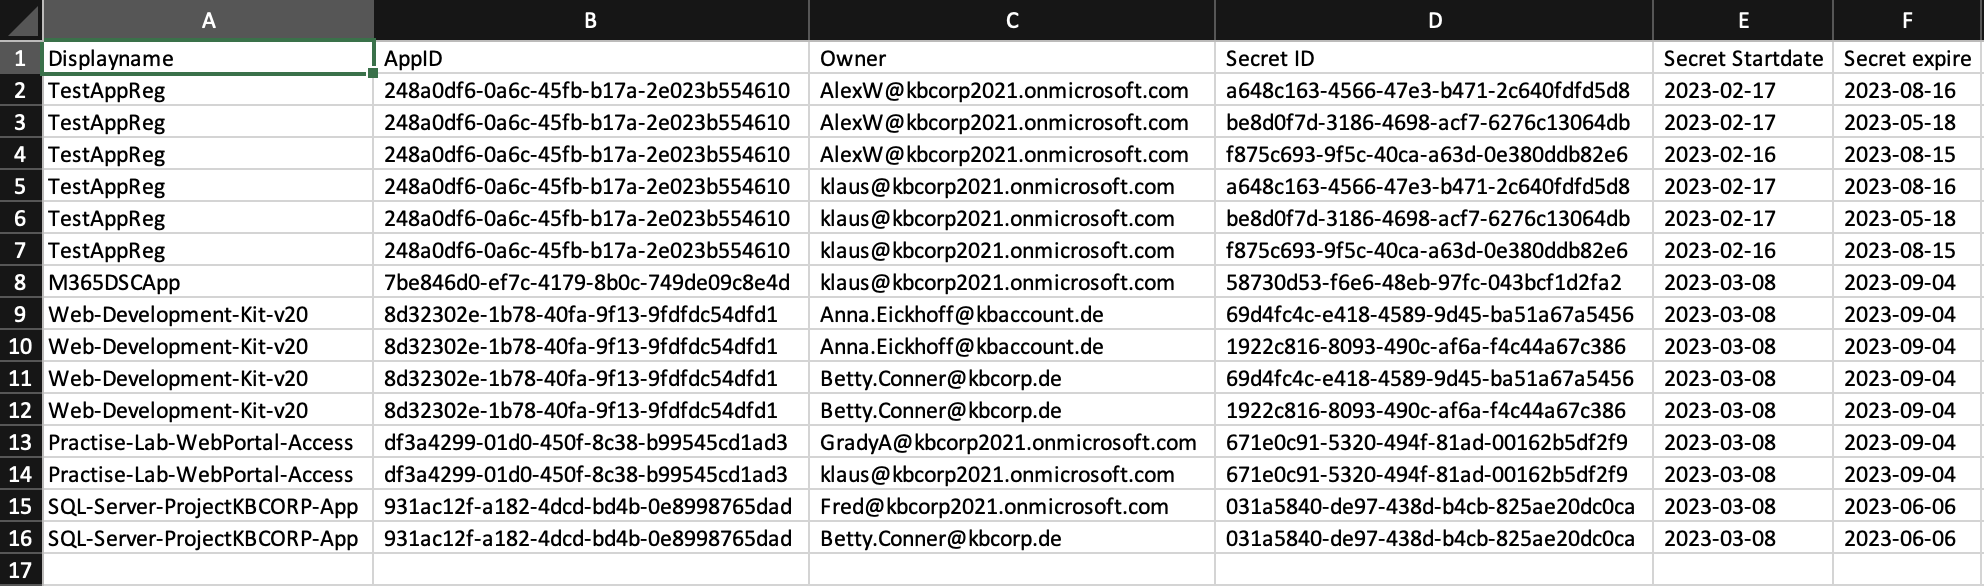 A B C D E F
1 Displayname AppID Owner Secret ID Secret Startdate Secret expire
2 TestAppReg 248a0df6-0a6c-45fb-b17a-2e023b554610 AlexW@kbcorp2021.onmicrosoft.com a648c163-4566-47e3-b471-2c640fdfd5d8 2023-02-17 2023-08-16
3 TestAppReg 248a0df6-0a6c-45fb-b17a-2e023b554610 AlexW@kbcorp2021.onmicrosoft.com be8d0f7d-3186-4698-acf7-6276c13064db 2023-02-17 2023-05-18
4 TestAppReg 248a0df6-0a6c-45fb-b17a-2e023b554610 AlexW@kbcorp2021.onmicrosoft.com f875c693-9f5c-40ca-a63d-0e380ddb82e6 2023-02-16 2023-08-15
5 TestAppReg 248a0df6-0a6c-45fb-b17a-2e023b554610 klaus@kbcorp2021.onmicrosoft.com a648c163-4566-47e3-b471-2c640fdfd5d8 2023-02-17 2023-08-16
6 TestAppReg 248a0df6-0a6c-45fb-b17a-2e023b554610 klaus@kbcorp2021.onmicrosoft.com be8d0f7d-3186-4698-acf7-6276c13064db 2023-02-17 2023-05-18
7 TestAppReg 248a0df6-0a6c-45fb-b17a-2e023b554610 klaus@kbcorp2021.onmicrosoft.com f875c693-9f5c-40ca-a63d-0e380ddb82e6 2023-02-16 2023-08-15
8 M365DSCApp 7be846d0-ef7c-4179-8b0c-749de09c8e4d klaus@kbcorp2021.onmicrosoft.com 58730d53-f6e6-48eb-97fc-043bcf1d2fa2 2023-03-08 2023-09-04
9 Web-Development-Kit-v20 8d32302e-1b78-40fa-9f13-9fdfdc54dfd1 Anna.Eickhoff@kbaccount.de 69d4fc4c-e418-4589-9d45-ba51a67a5456 2023-03-08 2023-09-04
10 Web-Development-Kit-v20 8d32302e-1b78-40fa-9f13-9fdfdc54dfd1 Anna.Eickhoff@kbaccount.de 1922c816-8093-490c-af6a-f4c44a67c386 2023-03-08 2023-09-04
11 Web-Development-Kit-v20 8d32302e-1b78-40fa-9f13-9fdfdc54dfd1 Betty.Conner@kbcorp.de 69d4fc4c-e418-4589-9d45-ba51a67a5456 2023-03-08 2023-09-04
12 Web-Development-Kit-v20 8d32302e-1b78-40fa-9f13-9fdfdc54dfd1 Betty.Conner@kbcorp.de 1922c816-8093-490c-af6a-f4c44a67c386 2023-03-08 2023-09-04
13 Practise-Lab-WebPortal-Access df3a4299-01d0-450f-8c38-b99545cd1ad3 GradyA@kbcorp2021.onmicrosoft.com 671e0c91-5320-494f-81ad-00162b5df2f9 2023-03-08 2023-09-04
14 Practise-Lab-WebPortal-Access df3a4299-01d0-450f-8c38-b99545cd1ad3 klaus@kbcorp2021.onmicrosoft.com 671e0c91-5320-494f-81ad-00162b5df2f9 2023-03-08 2023-09-04
15 SQL-Server-ProjectKBCORP-App 931ac12f-a182-4dcd-bd4b-0e8998765dad Fred@kbcorp2021.onmicrosoft.com 031a5840-de97-438d-b4cb-825ae20dc0ca 2023-03-08 2023-06-06
16 SQL-Server-ProjectKBCORP-App 931ac12f-a182-4dcd-bd4b-0e8998765dad Betty.Conner@kbcorp.de 031a5840-de97-438d-b4cb-825ae20dc0ca 2023-03-08 2023-06-06
17